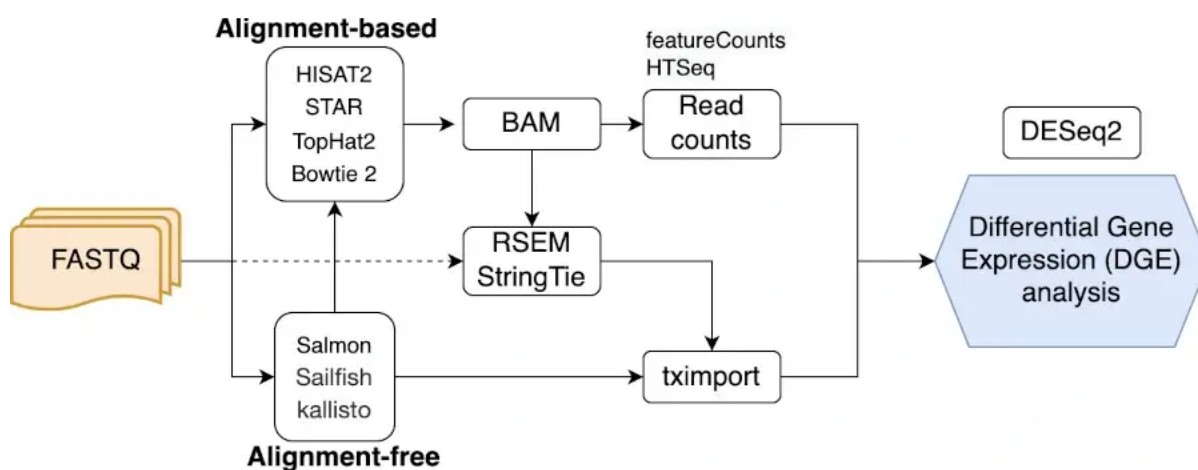 Alignment-based
HISAT2
STAR
TopHat2
Bowtie 2
BAM
featureCounts
HTSeq
Read
counts
DESeq2
FASTQ
RSEM
StringTie
Differential Gene
Expression (DGE)
analysis
Salmon
Sailfish
kallisto
tximport
Alignment-free